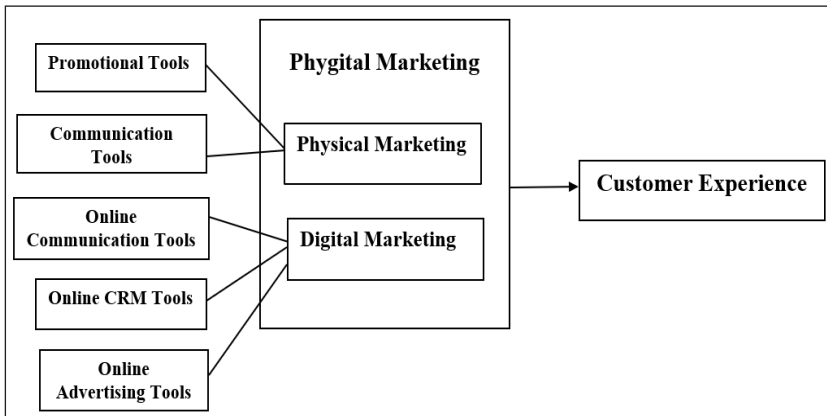 Promotional Tools
Communication
Tools
Online
Communication Tools
Online CRM Tools
Online
Advertising Tools
Phygital Marketing
Physical Marketing
Digital Marketing
Customer Experience